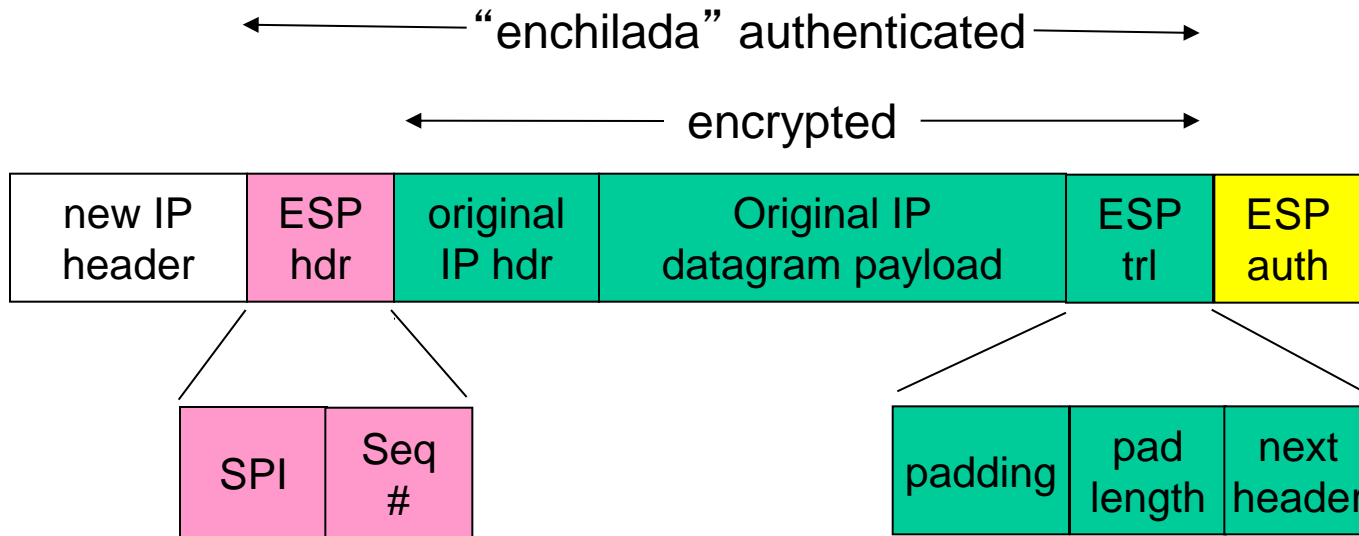 “enchilada” authenticated
encrypted
new IP
header
ESP
hdr
original
IP hdr
Original IP
datagram payload
ESP
trl
ESP
auth
SPI
Seq
#
padding
pad
length
next
header